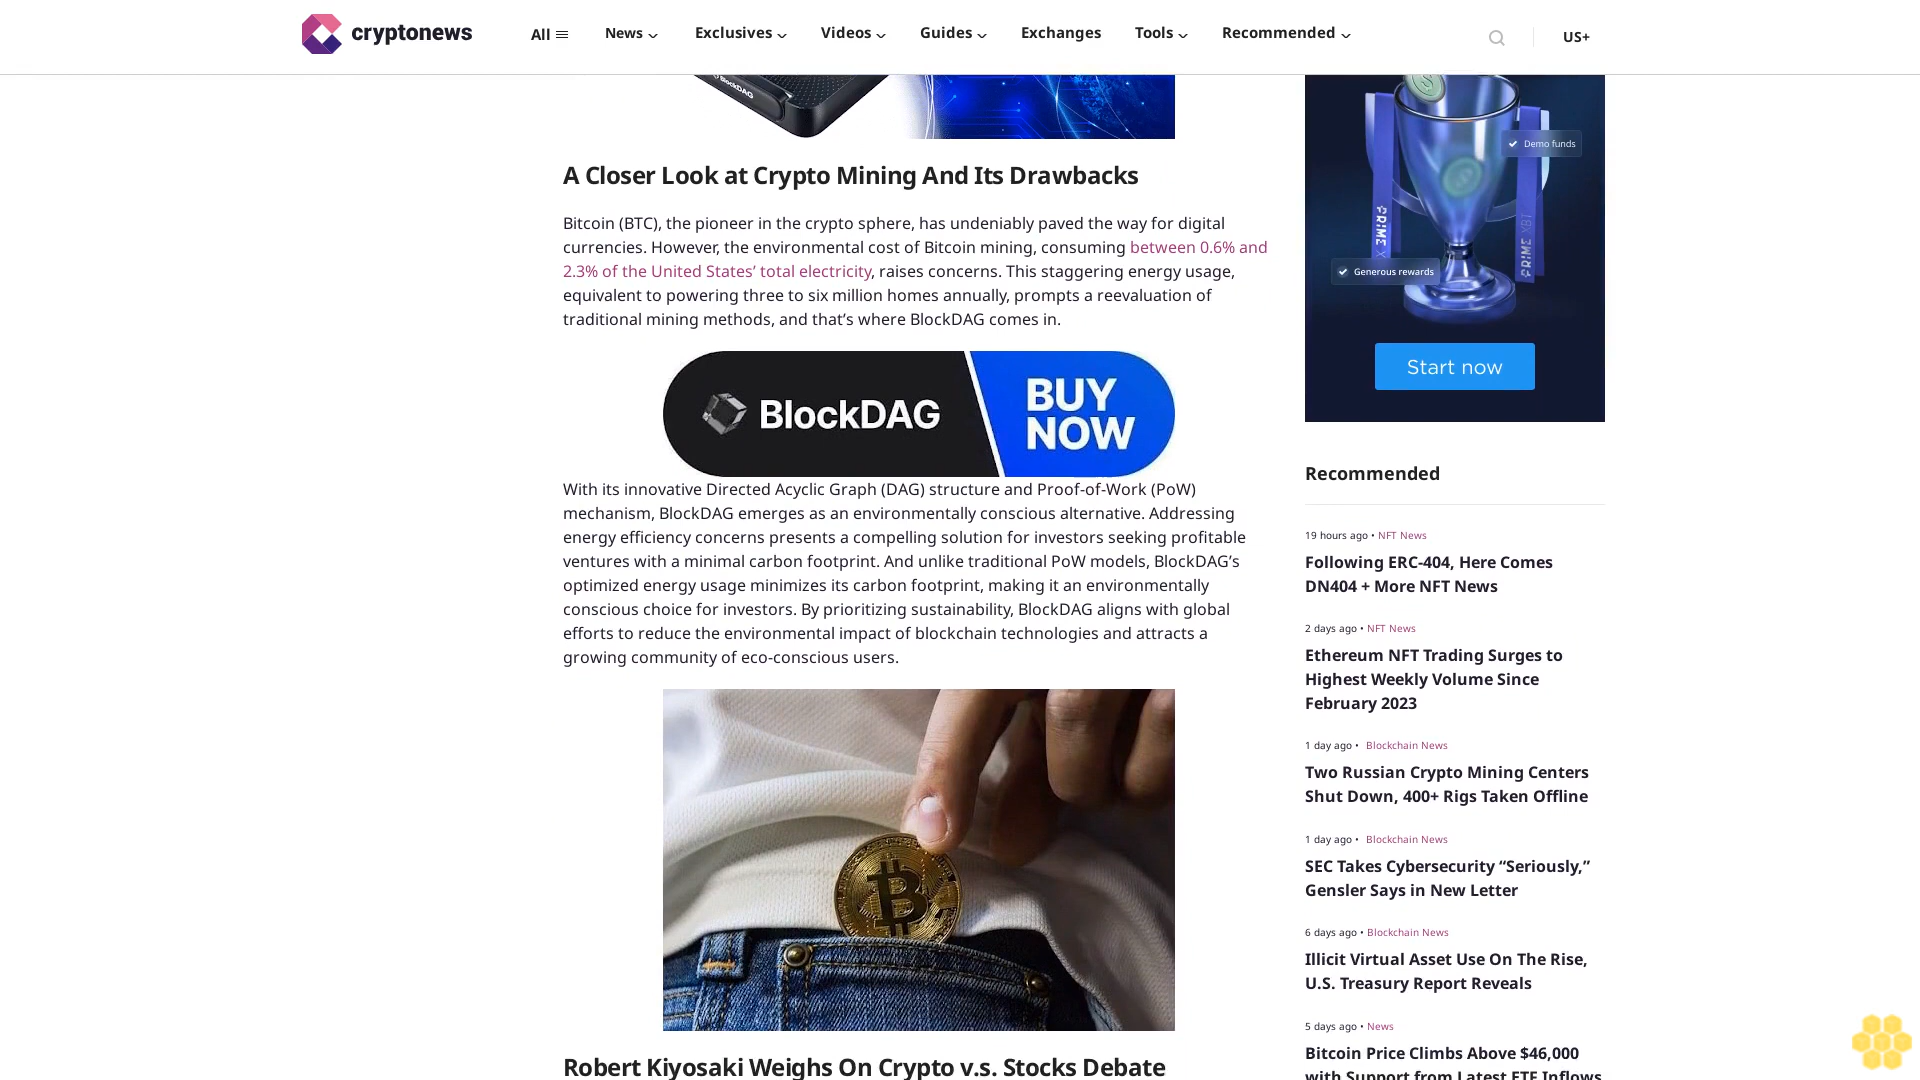 cryptonews
All
News
Exclusives
Videos
Guides
Exchanges
Tools
Recommended
US+
BlockDAG
A Closer Look at Crypto Mining And Its Drawbacks
Bitcoin (BTC), the pioneer in the crypto sphere, has undeniably paved the way for digital
currencies. However, the environmental cost of Bitcoin mining, consuming between 0.6% and
2.3% of the United States’ total electricity, raises concerns. This staggering energy usage,
equivalent to powering three to six million homes annually, prompts a reevaluation of
traditional mining methods, and that’s where BlockDAG comes in.
BlockDAG
BUY
NOW
With its innovative Directed Acyclic Graph (DAG) structure and Proof-of-Work (PoW)
mechanism, BlockDAG emerges as an environmentally conscious alternative. Addressing
energy efficiency concerns presents a compelling solution for investors seeking profitable
ventures with a minimal carbon footprint. And unlike traditional PoW models, BlockDAG’s
optimized energy usage minimizes its carbon footprint, making it an environmentally
conscious choice for investors. By prioritizing sustainability, BlockDAG aligns with global
efforts to reduce the environmental impact of blockchain technologies and attracts a
growing community of eco-conscious users.
Robert Kiyosaki Weighs On Crypto v.s. Stocks Debate
Demo funds
PRIME X
PRIME XBT
Generous rewards
Start now
Recommended
19 hours ago • NFT News
Following ERC-404, Here Comes
DN404 + More NFT News
2 days ago • NFT News
Ethereum NFT Trading Surges to
Highest Weekly Volume Since
February 2023
1 day ago • Blockchain News
Two Russian Crypto Mining Centers
Shut Down, 400+ Rigs Taken Offline
1 day ago • Blockchain News
SEC Takes Cybersecurity “Seriously,”
Gensler Says in New Letter
6 days ago • Blockchain News
Illicit Virtual Asset Use On The Rise,
U.S. Treasury Report Reveals
5 days ago • News
Bitcoin Price Climbs Above $46,000
with Support from Latest ETF Inflows